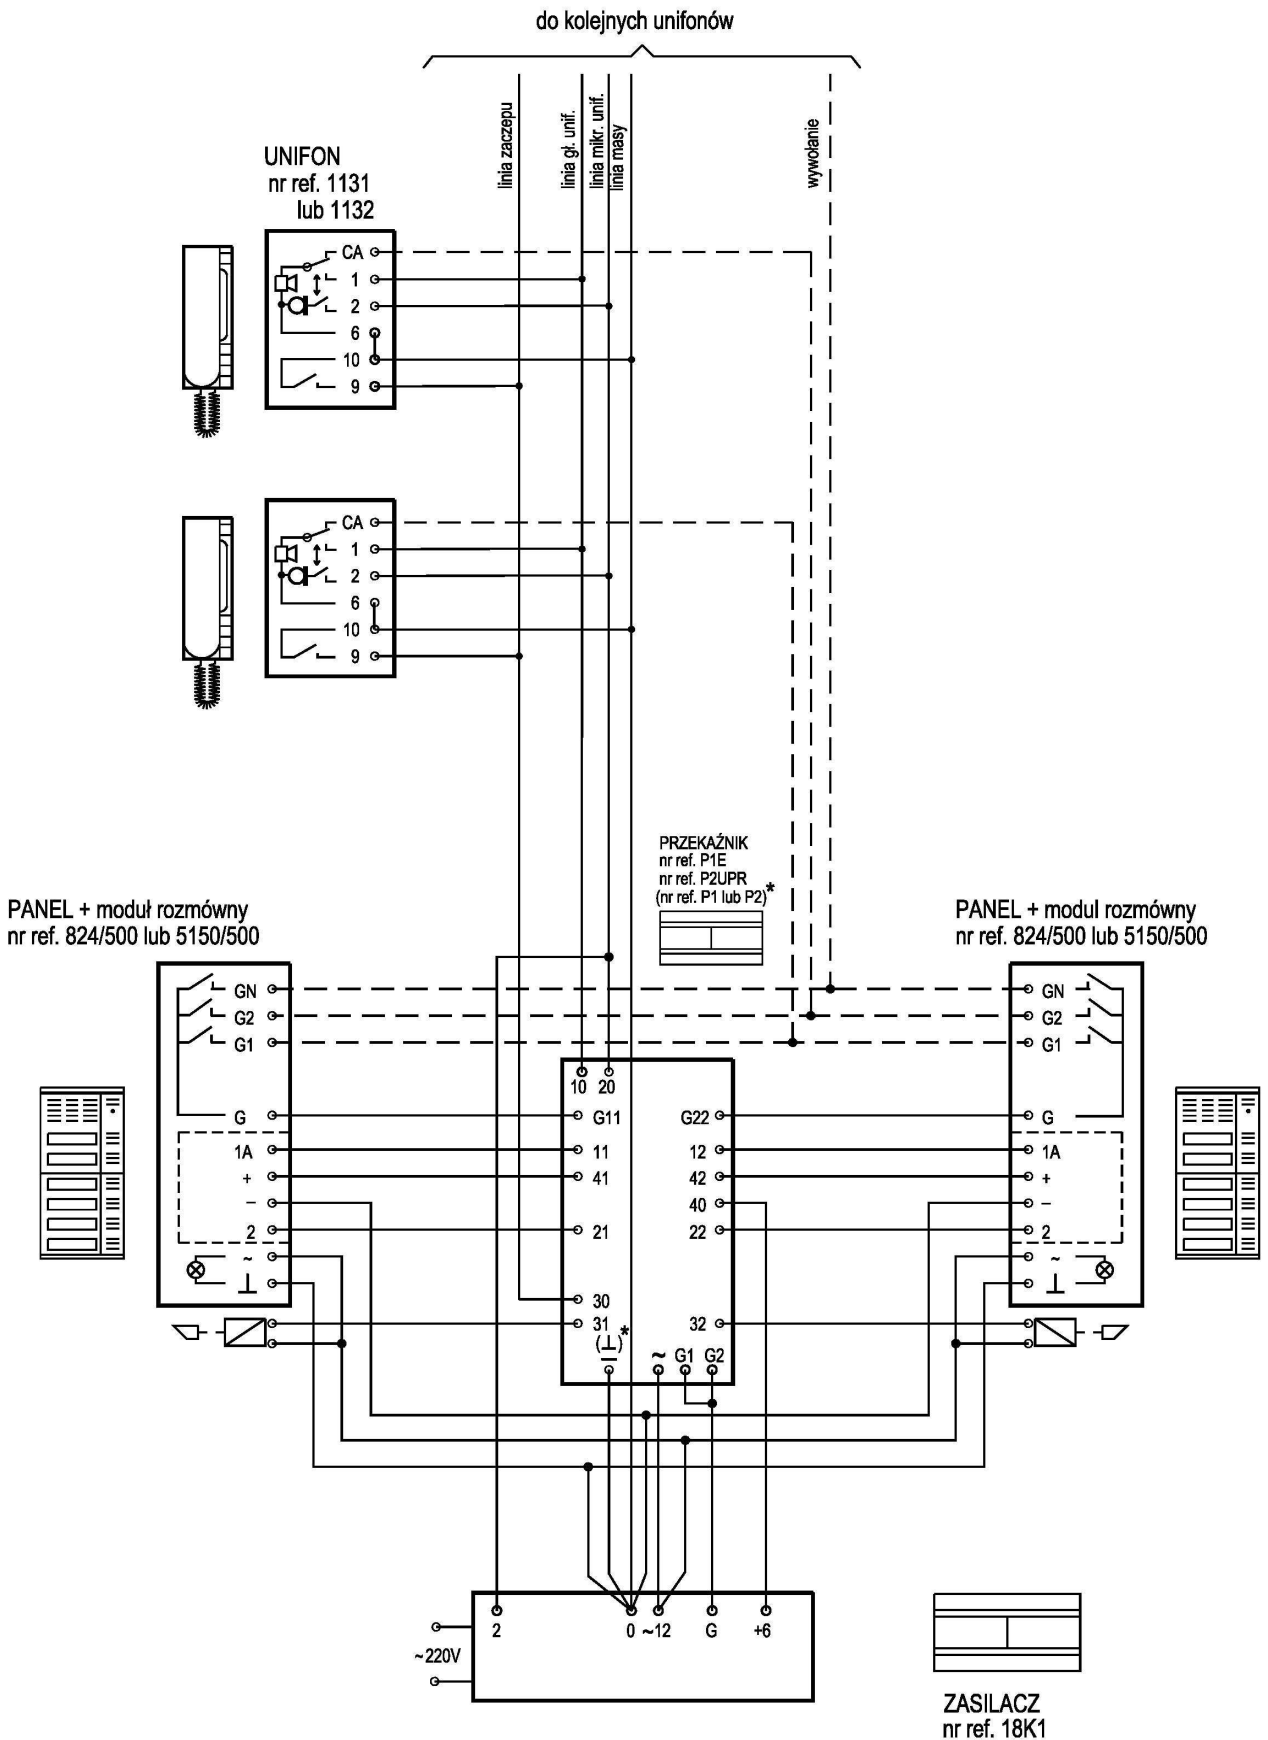 do kolejnych unifonów
linia zaczepu
linia gł. unif.
linia mikr. unif.
linia masy
wywołanie
UNIFON
nr ref. 1131
lub 1132
CA
1
2
6
10
9
CA
1
2
6
10
9
PRZEKAŹNIK
nr ref. P1E
nr ref. P2UPR
(nr ref. P1 lub P2)*
PANEL + moduł rozmówny
nr ref. 824/500 lub 5150/500
PANEL + modul rozmówny
nr ref. 824/500 lub 5150/500
GN
G2
G1
G
1A
+
–
2
~
⊥
10 20
G11
11
41
21
30
31
(⊥)*
G22
12
42
40
22
32
~ G1 G2
GN
G2
G1
G
1A
+
–
2
~
⊥
2 0 ~12 G +6
~220V
ZASILACZ
nr ref. 18K1